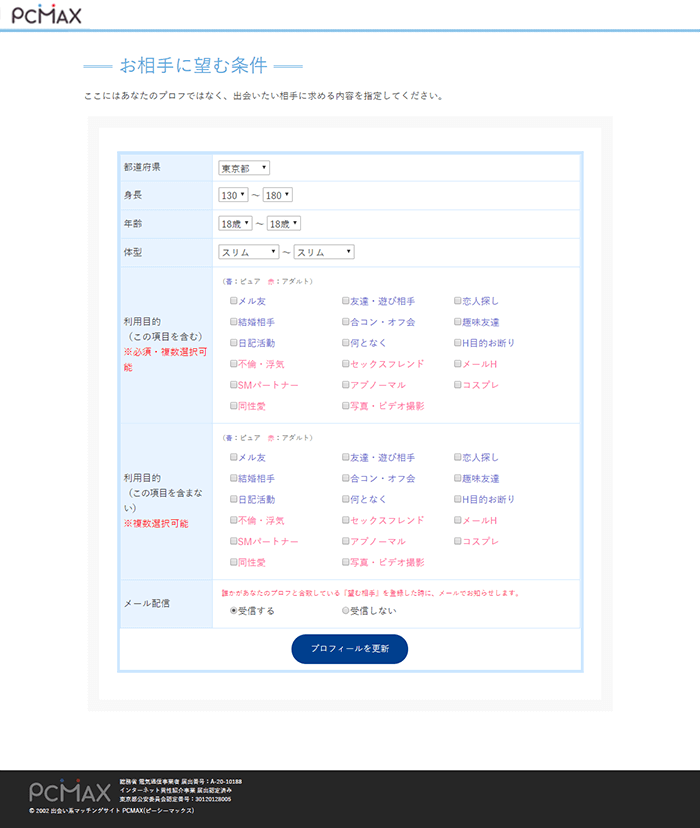 PCMAX
お相手に望む条件
ここにはあなたのプロフではなく、出会いたい相手に求める内容を指定してください。
都道府県 東京都
身長 130 ～ 180
年齢 18歳 ～ 18歳
体型 スリム ～ スリム
(青：ピュア 赤：アダルト)
利用目的
（この項目を含む）
※必須・複数選択可
能
メル友 友達・遊び相手 恋人探し
結婚相手 合コン・オフ会 趣味友達
日記活動 何となく H目的お断り
不倫・浮気 セックスフレンド メールH
SMパートナー アブノーマル コスプレ
同性愛 写真・ビデオ撮影
(青：ピュア 赤：アダルト)
利用目的
（この項目を含まな
い）
※複数選択可能
メル友 友達・遊び相手 恋人探し
結婚相手 合コン・オフ会 趣味友達
日記活動 何となく H目的お断り
不倫・浮気 セックスフレンド メールH
SMパートナー アブノーマル コスプレ
同性愛 写真・ビデオ撮影
メール配信
誰かがあなたのプロフと合致している「望む相手」を登録した時に、メールでお知らせします。
受信する 受信しない
プロフィールを更新
PCMAX
総務省 電気通信事業者 届出番号：A-20-10188
インターネット異性紹介事業 届出認定済み
東京都公安委員会認定番号：30120128005
© 2002 出会い系マッチングサイト PCMAX(ピーシーマックス)